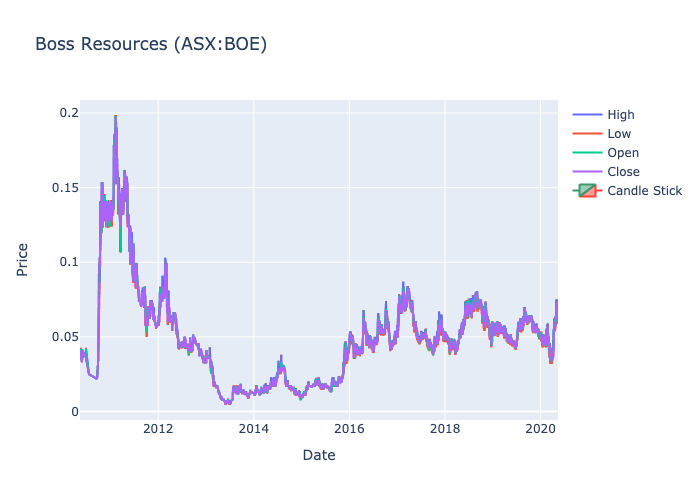 Boss Resources (ASX:BOE)
High
Low
Open
Close
Candle Stick
0.2
0.15
0.1
0.05
0
Price
2012
2014
2016
2018
2020
Date